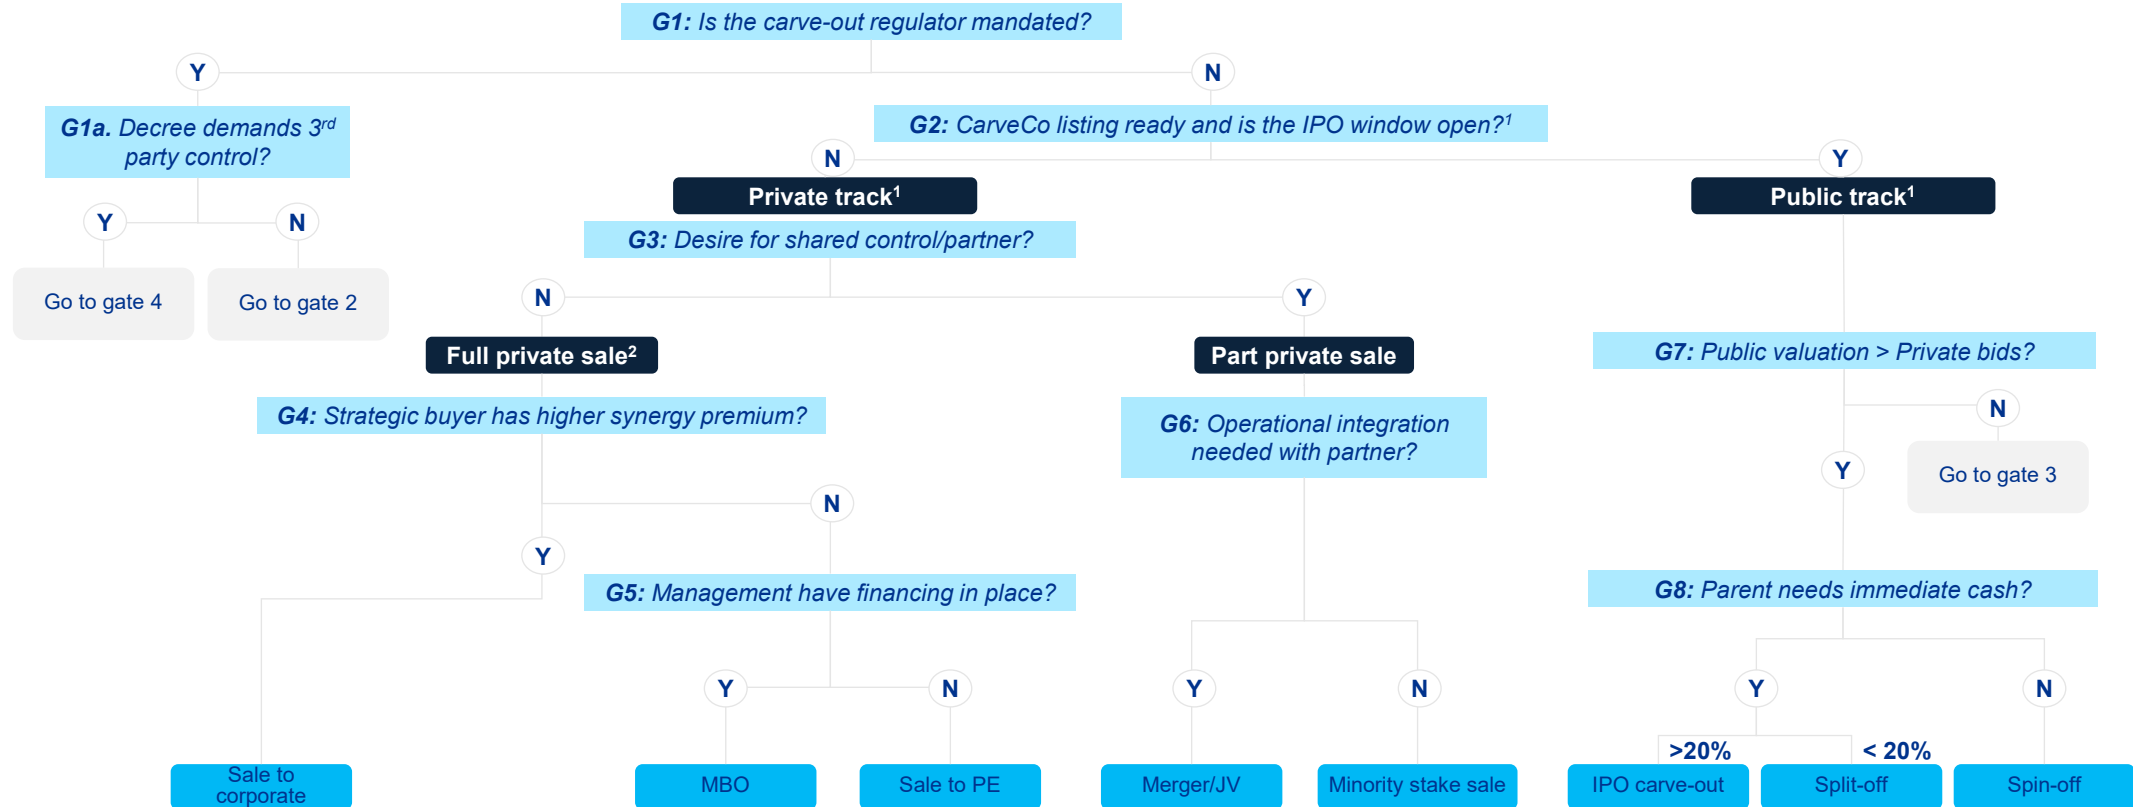 G1: Is the carve-out regulator mandated?
Y
N
G1a. Decree demands 3rd
party control?
G2: CarveCo listing ready and is the IPO window open?1
N
Y
Private track1
Public track1
Y
N
G3: Desire for shared control/partner?
Go to gate 4
Go to gate 2
N
Y
Full private sale2
Part private sale
G7: Public valuation > Private bids?
G4: Strategic buyer has higher synergy premium?
G6: Operational integration
needed with partner?
N
Y
Go to gate 3
N
Y
G5: Management have financing in place?
G8: Parent needs immediate cash?
Y
N
Y
N
Y
N
>20%
< 20%
Sale to
corporate
MBO
Sale to PE
Merger/JV
Minority stake sale
IPO carve-out
Split-off
Spin-off